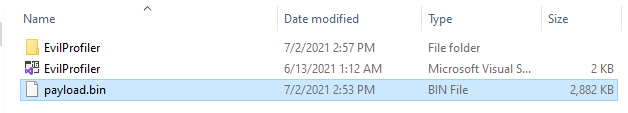 Name Date modified Type Size
EvilProfiler 7/2/2021 2:57 PM File folder
EvilProfiler 6/13/2021 1:12 AM Microsoft Visual S... 2 KB
payload.bin 7/2/2021 2:53 PM BIN File 2,882 KB